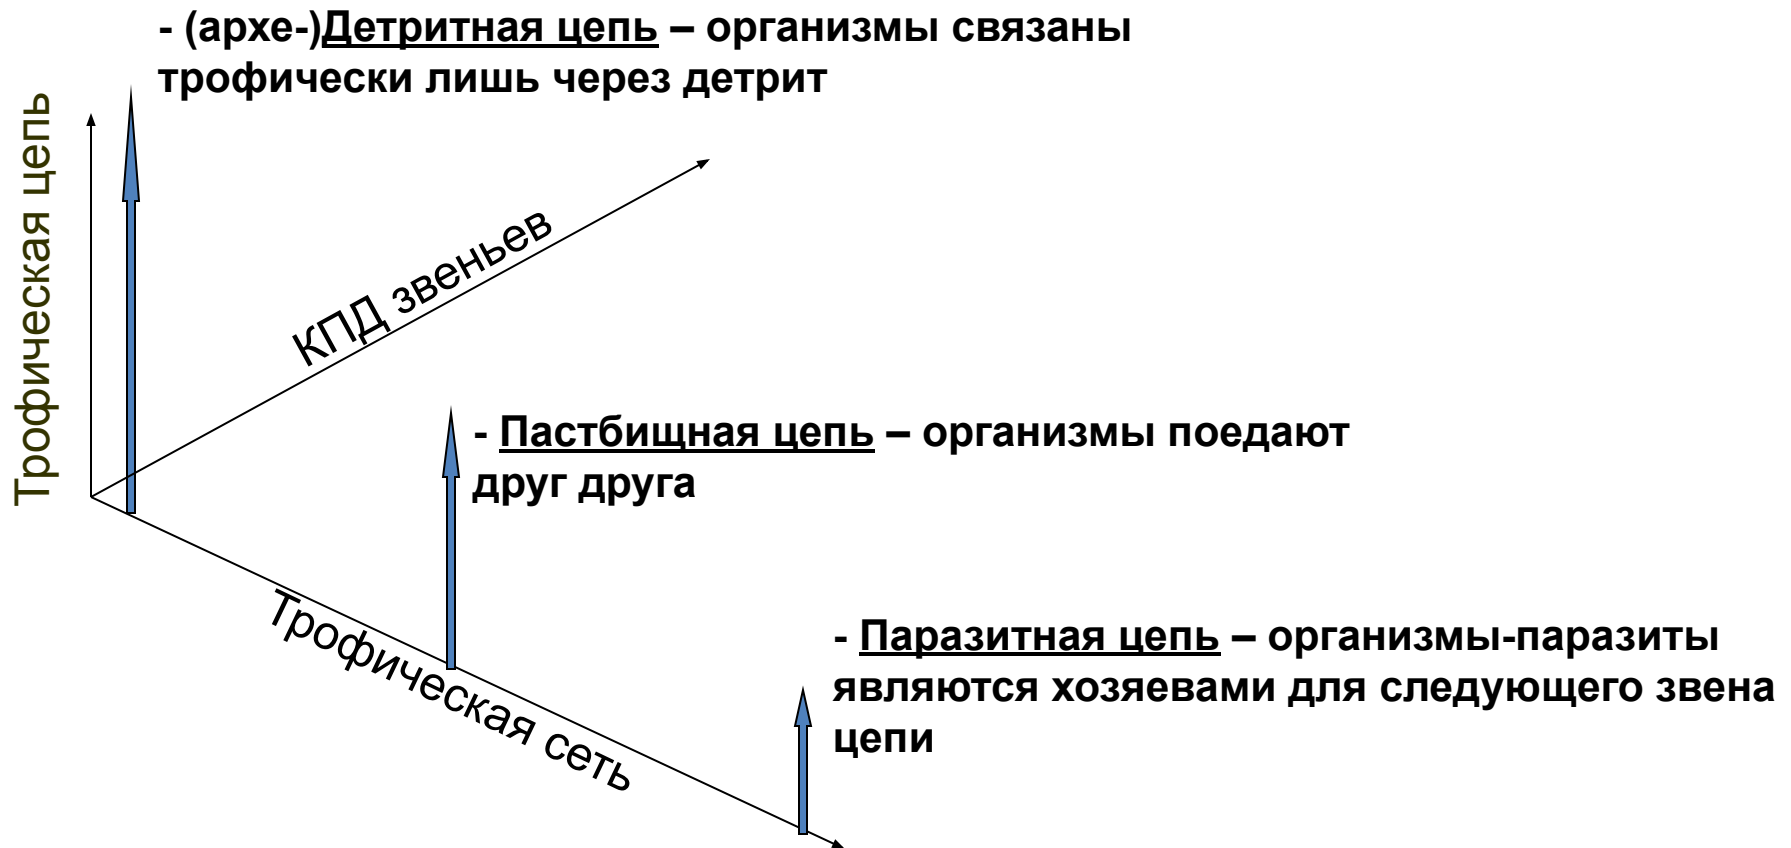 - (архе-)Детритная цепь – организмы связаны
трофически лишь через детрит
Трофическая цепь
КПД звеньев
- Пастбищная цепь – организмы поедают
друг друга
Трофическая сеть
- Паразитная цепь – организмы-паразиты
являются хозяевами для следующего звена
цепи